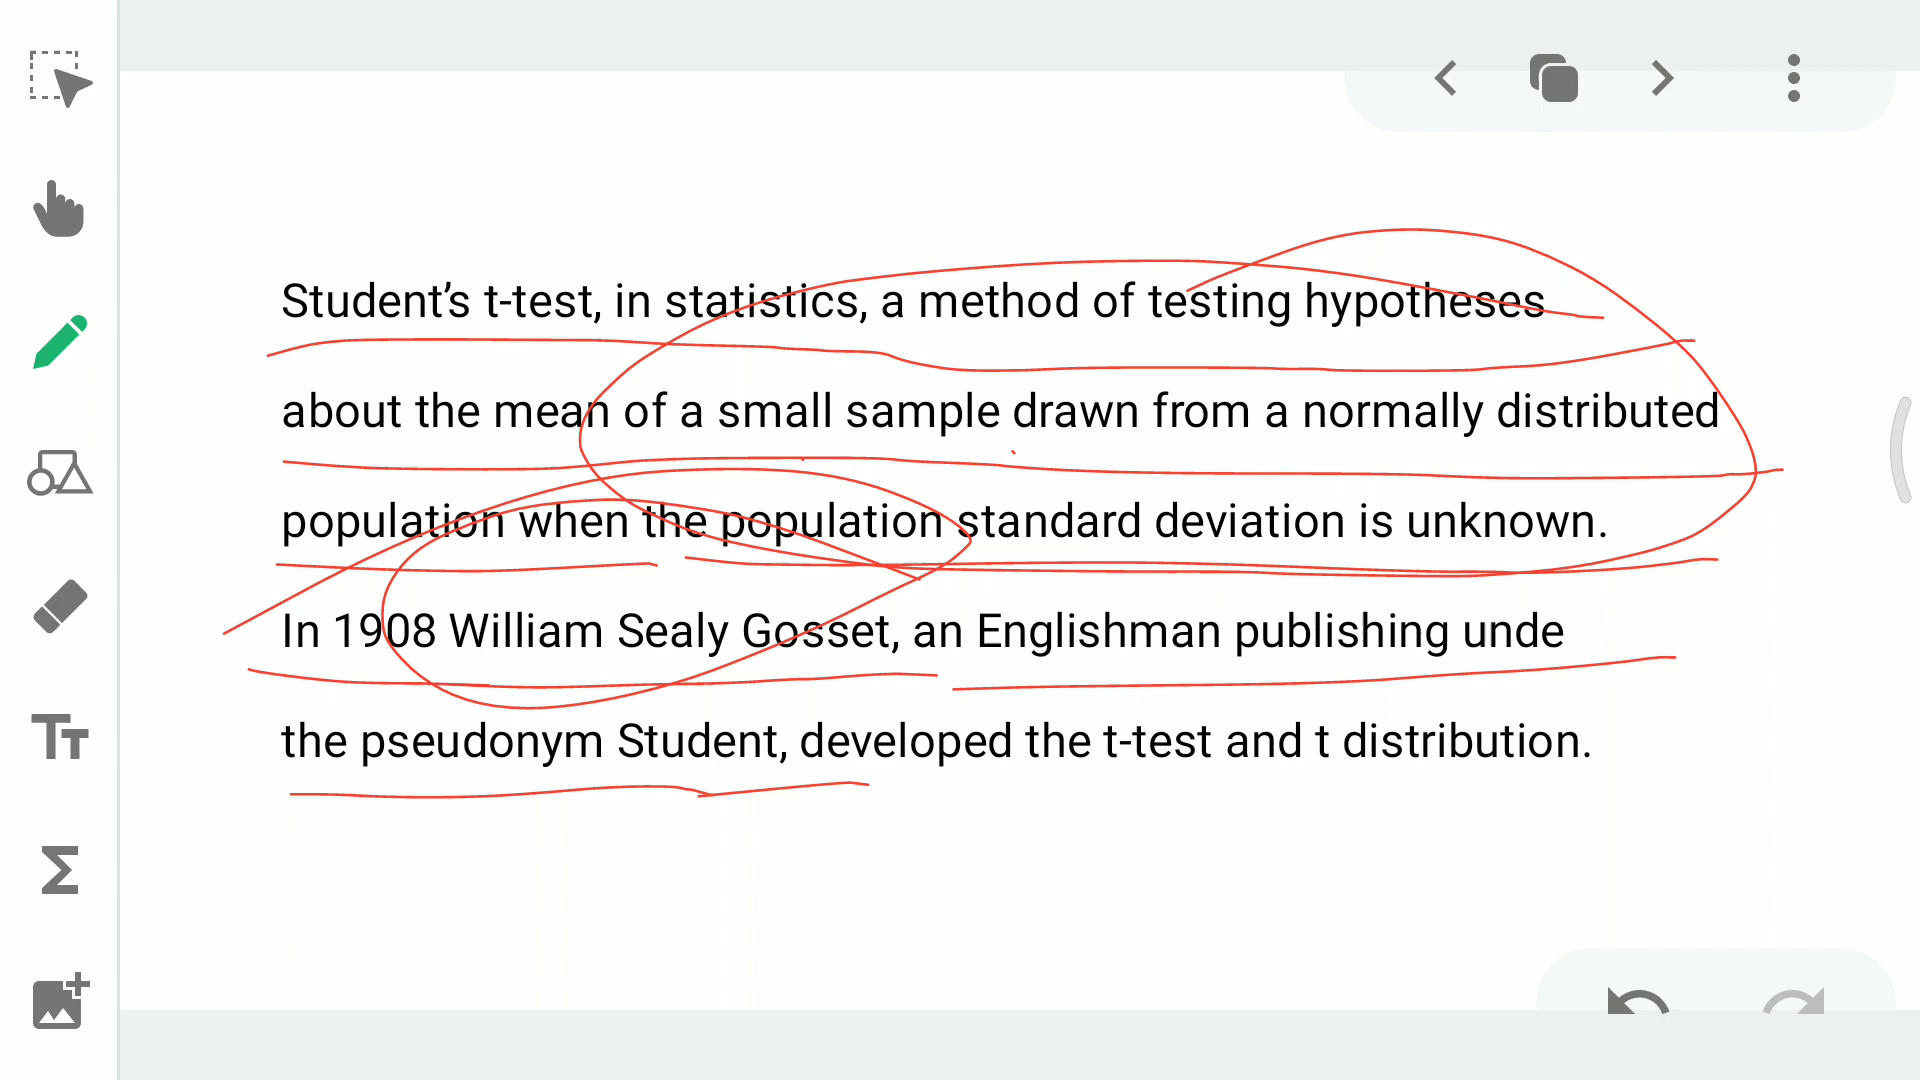 Student’s t-test, in statistics, a method of testing hypotheses
about the mean of a small sample drawn from a normally distributed
population when the population standard deviation is unknown.
In 1908 William Sealy Gosset, an Englishman publishing unde
the pseudonym Student, developed the t-test and t distribution.